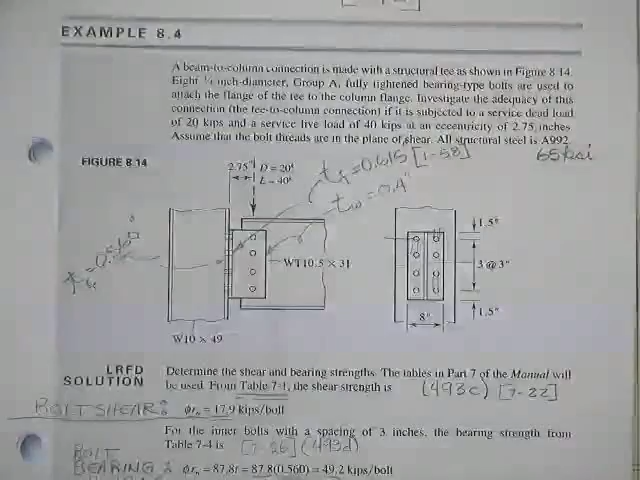 EXAMPLE 8.4
A beam-to-column connection is made with a structural tee as shown in Figure 8.14.
Eight ¾-inch-diameter, Group A, fully tightened bearing-type bolts are used to
attach the flange of the tee to the column flange. Investigate the adequacy of this
connection (the tee-to-column connection) if it is subjected to a service dead load
of 20 kips and a service live load of 40 kips at an eccentricity of 2.75 inches.
Assume that the bolt threads are in the plane of shear. All structural steel is A992.
65 ksi
FIGURE 8.14
2.75" D = 20k
L = 40k
tf = 0.615 [1-58]
tw = 0.4"
1.5"
WT10.5 × 31
3 @ 3"
1.5"
8"
W10 × 49
LRFD
SOLUTION
Determine the shear and bearing strengths. The tables in Part 7 of the Manual will
be used. From Table 7-1, the shear strength is (493c) [7-22]
BOLT SHEAR: ϕrn = 17.9 kips/bolt
For the inner bolts with a spacing of 3 inches, the bearing strength from
Table 7-4 is [7-26] (493d)
BOLT
BEARING: ϕrn = 87.8t = 87.8(0.560) = 49.2 kips/bolt